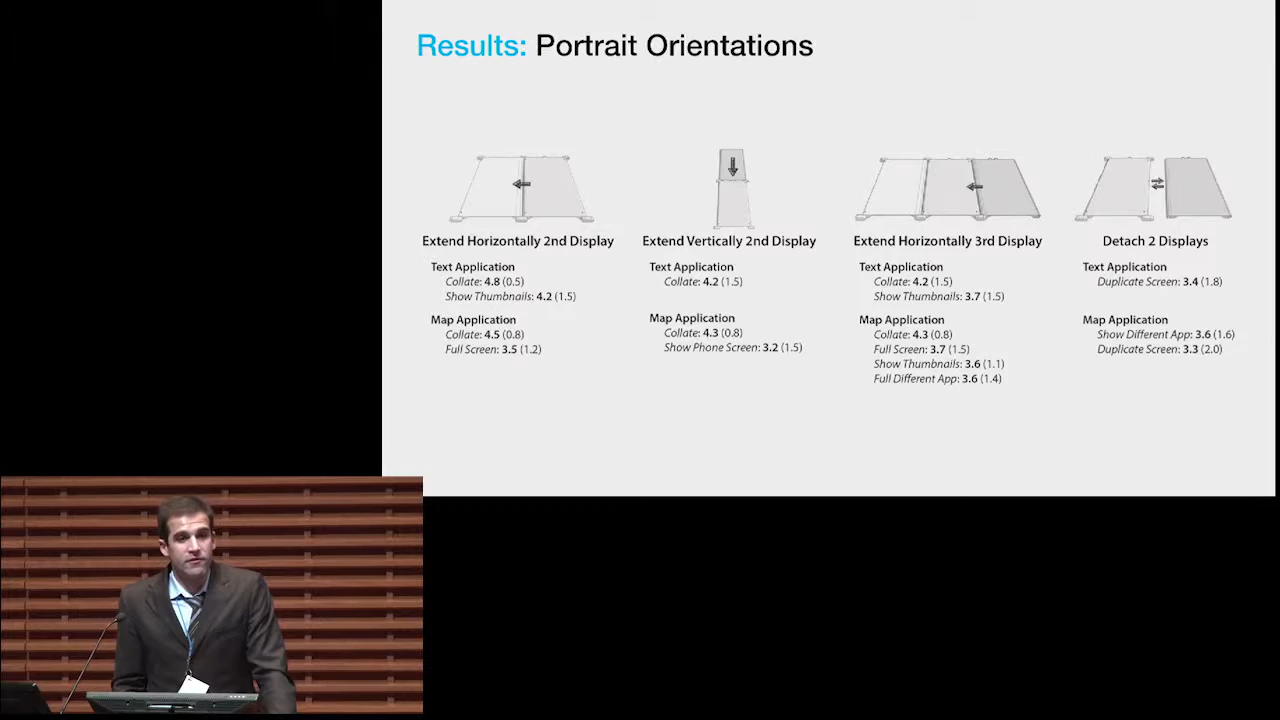 Results: Portrait Orientations
Extend Horizontally 2nd Display
Text Application
Collate: 4.8 (0.5)
Show Thumbnails: 4.2 (1.5)
Map Application
Collate: 4.5 (0.8)
Full Screen: 3.5 (1.2)
Extend Vertically 2nd Display
Text Application
Collate: 4.2 (1.5)
Map Application
Collate: 4.3 (0.8)
Show Phone Screen: 3.2 (1.5)
Extend Horizontally 3rd Display
Text Application
Collate: 4.2 (1.5)
Show Thumbnails: 3.7 (1.5)
Map Application
Collate: 4.3 (0.8)
Full Screen: 3.7 (1.5)
Show Thumbnails: 3.6 (1.1)
Full Different App: 3.6 (1.4)
Detach 2 Displays
Text Application
Duplicate Screen: 3.4 (1.8)
Map Application
Show Different App: 3.6 (1.6)
Duplicate Screen: 3.3 (2.0)